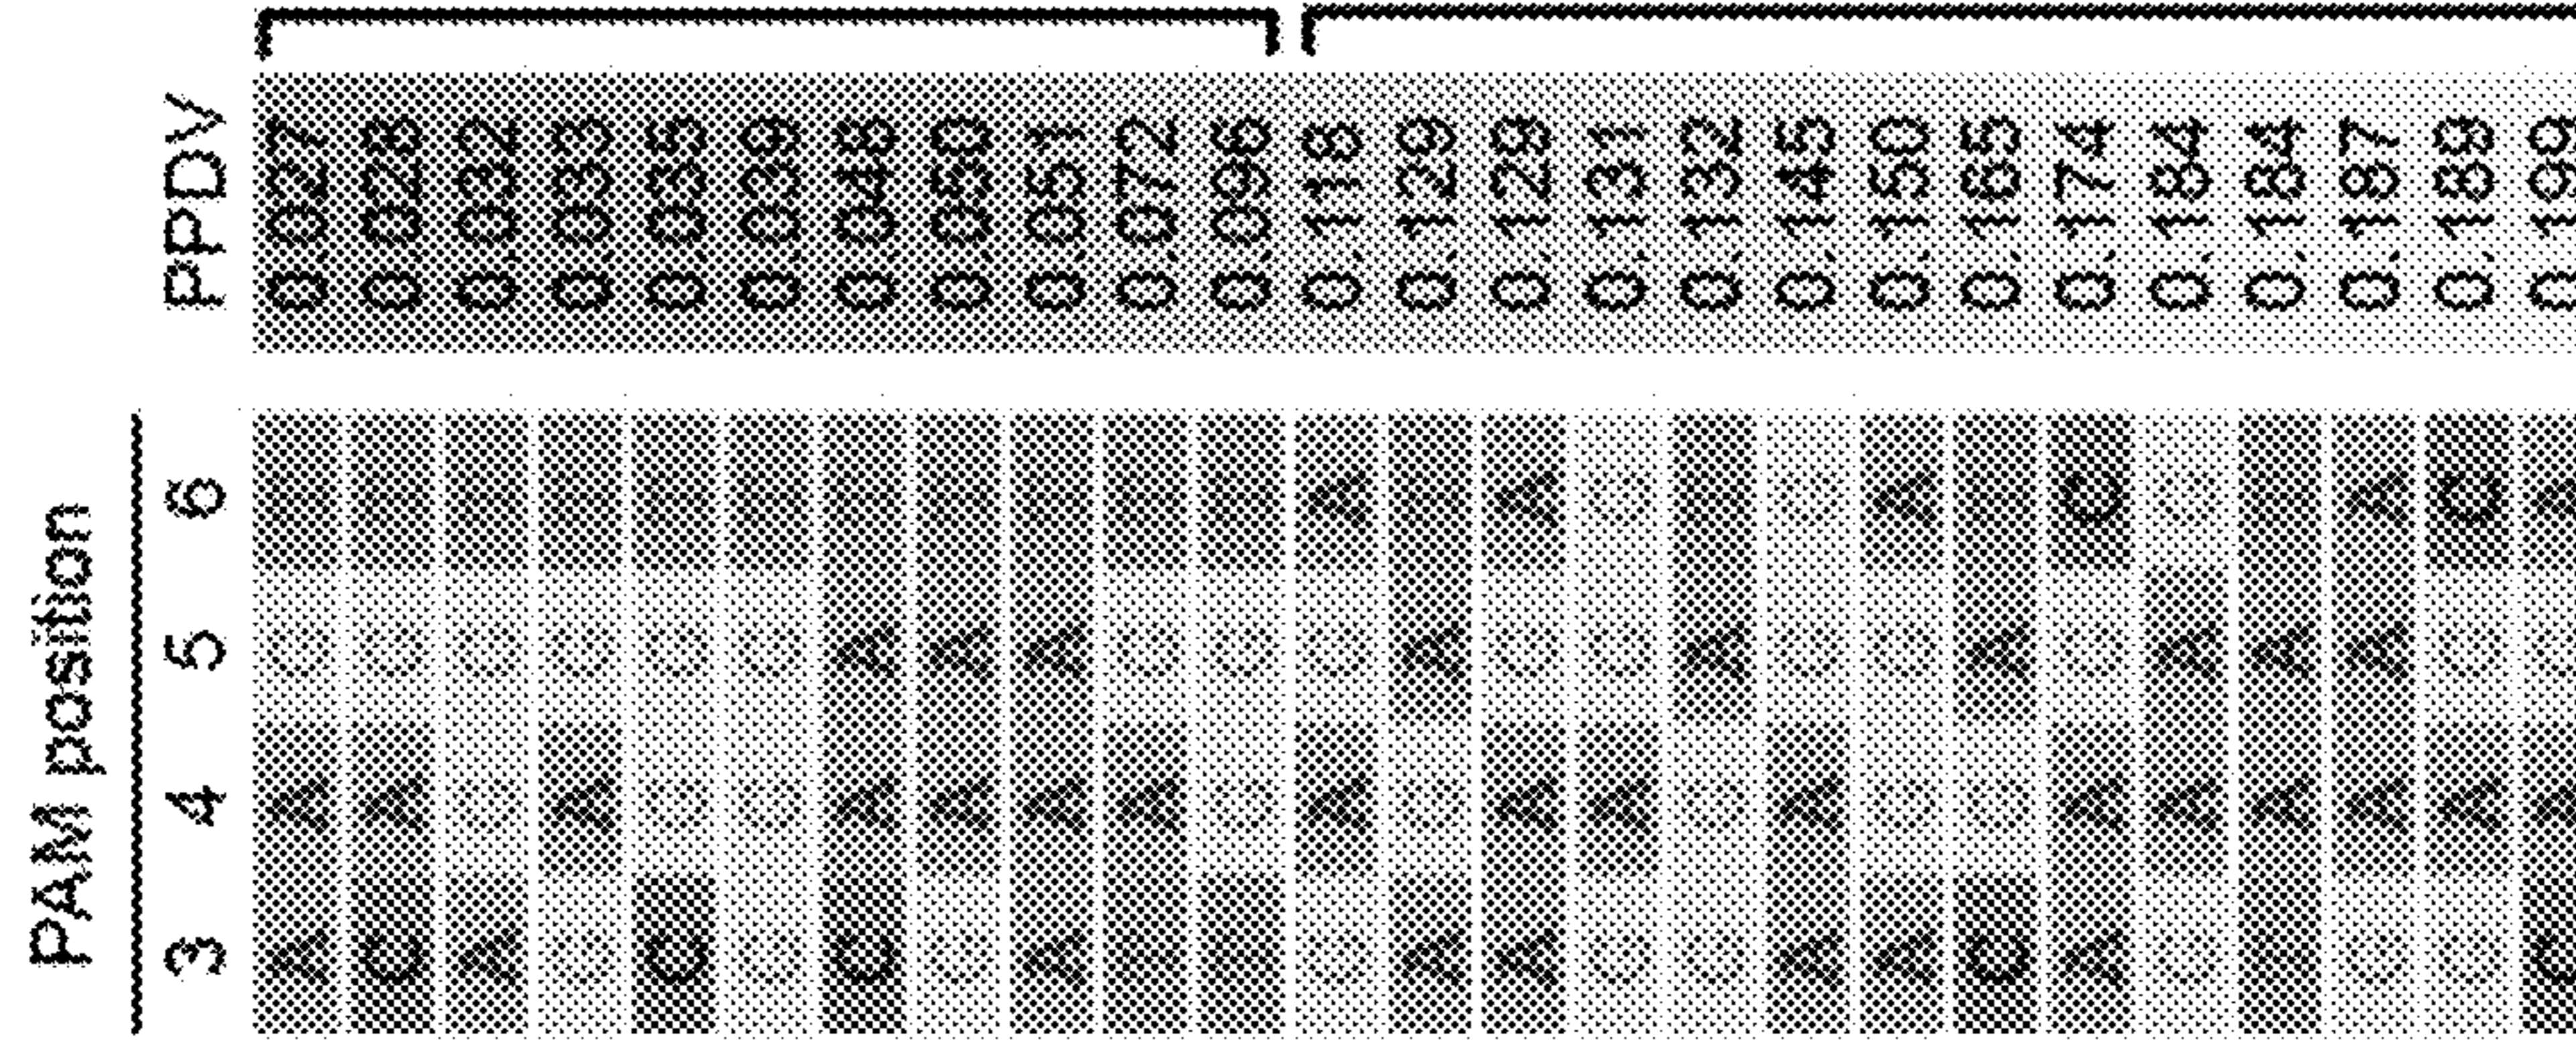 PAM position
3 4 5 6 PPDV
A A G T 0.027
C A G T 0.028
A G G T 0.032
G A G T 0.033
C G G T 0.035
G G G T 0.039
C A A T 0.048
G A A T 0.050
A A A T 0.051
T A G T 0.072
T G G T 0.096
G A G A 0.118
A G A T 0.129
A A G A 0.129
G A G G 0.131
G G A T 0.132
A A G G 0.145
A G G A 0.150
C G A T 0.165
A A G C 0.174
G A A G 0.184
T A A T 0.184
G A A A 0.187
G A G C 0.189
C A G A 0.199